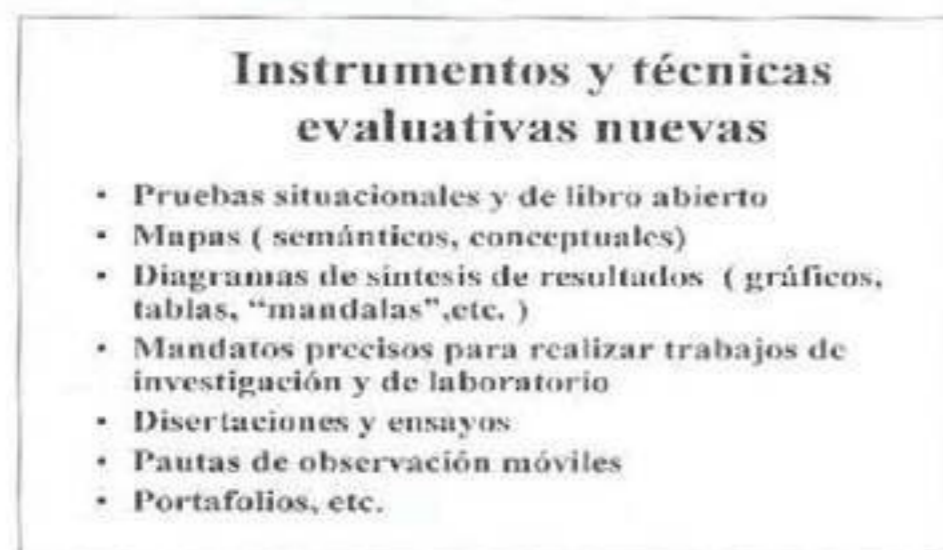 Instrumentos y técnicas
evaluativas nuevas
• Pruebas situacionales y de libro abierto
• Mapas ( semánticos, conceptuales)
• Diagramas de síntesis de resultados ( gráficos,
tablas, “mandalas”,etc. )
• Mandatos precisos para realizar trabajos de
investigación y de laboratorio
• Disertaciones y ensayos
• Pautas de observación móviles
• Portafolios, etc.